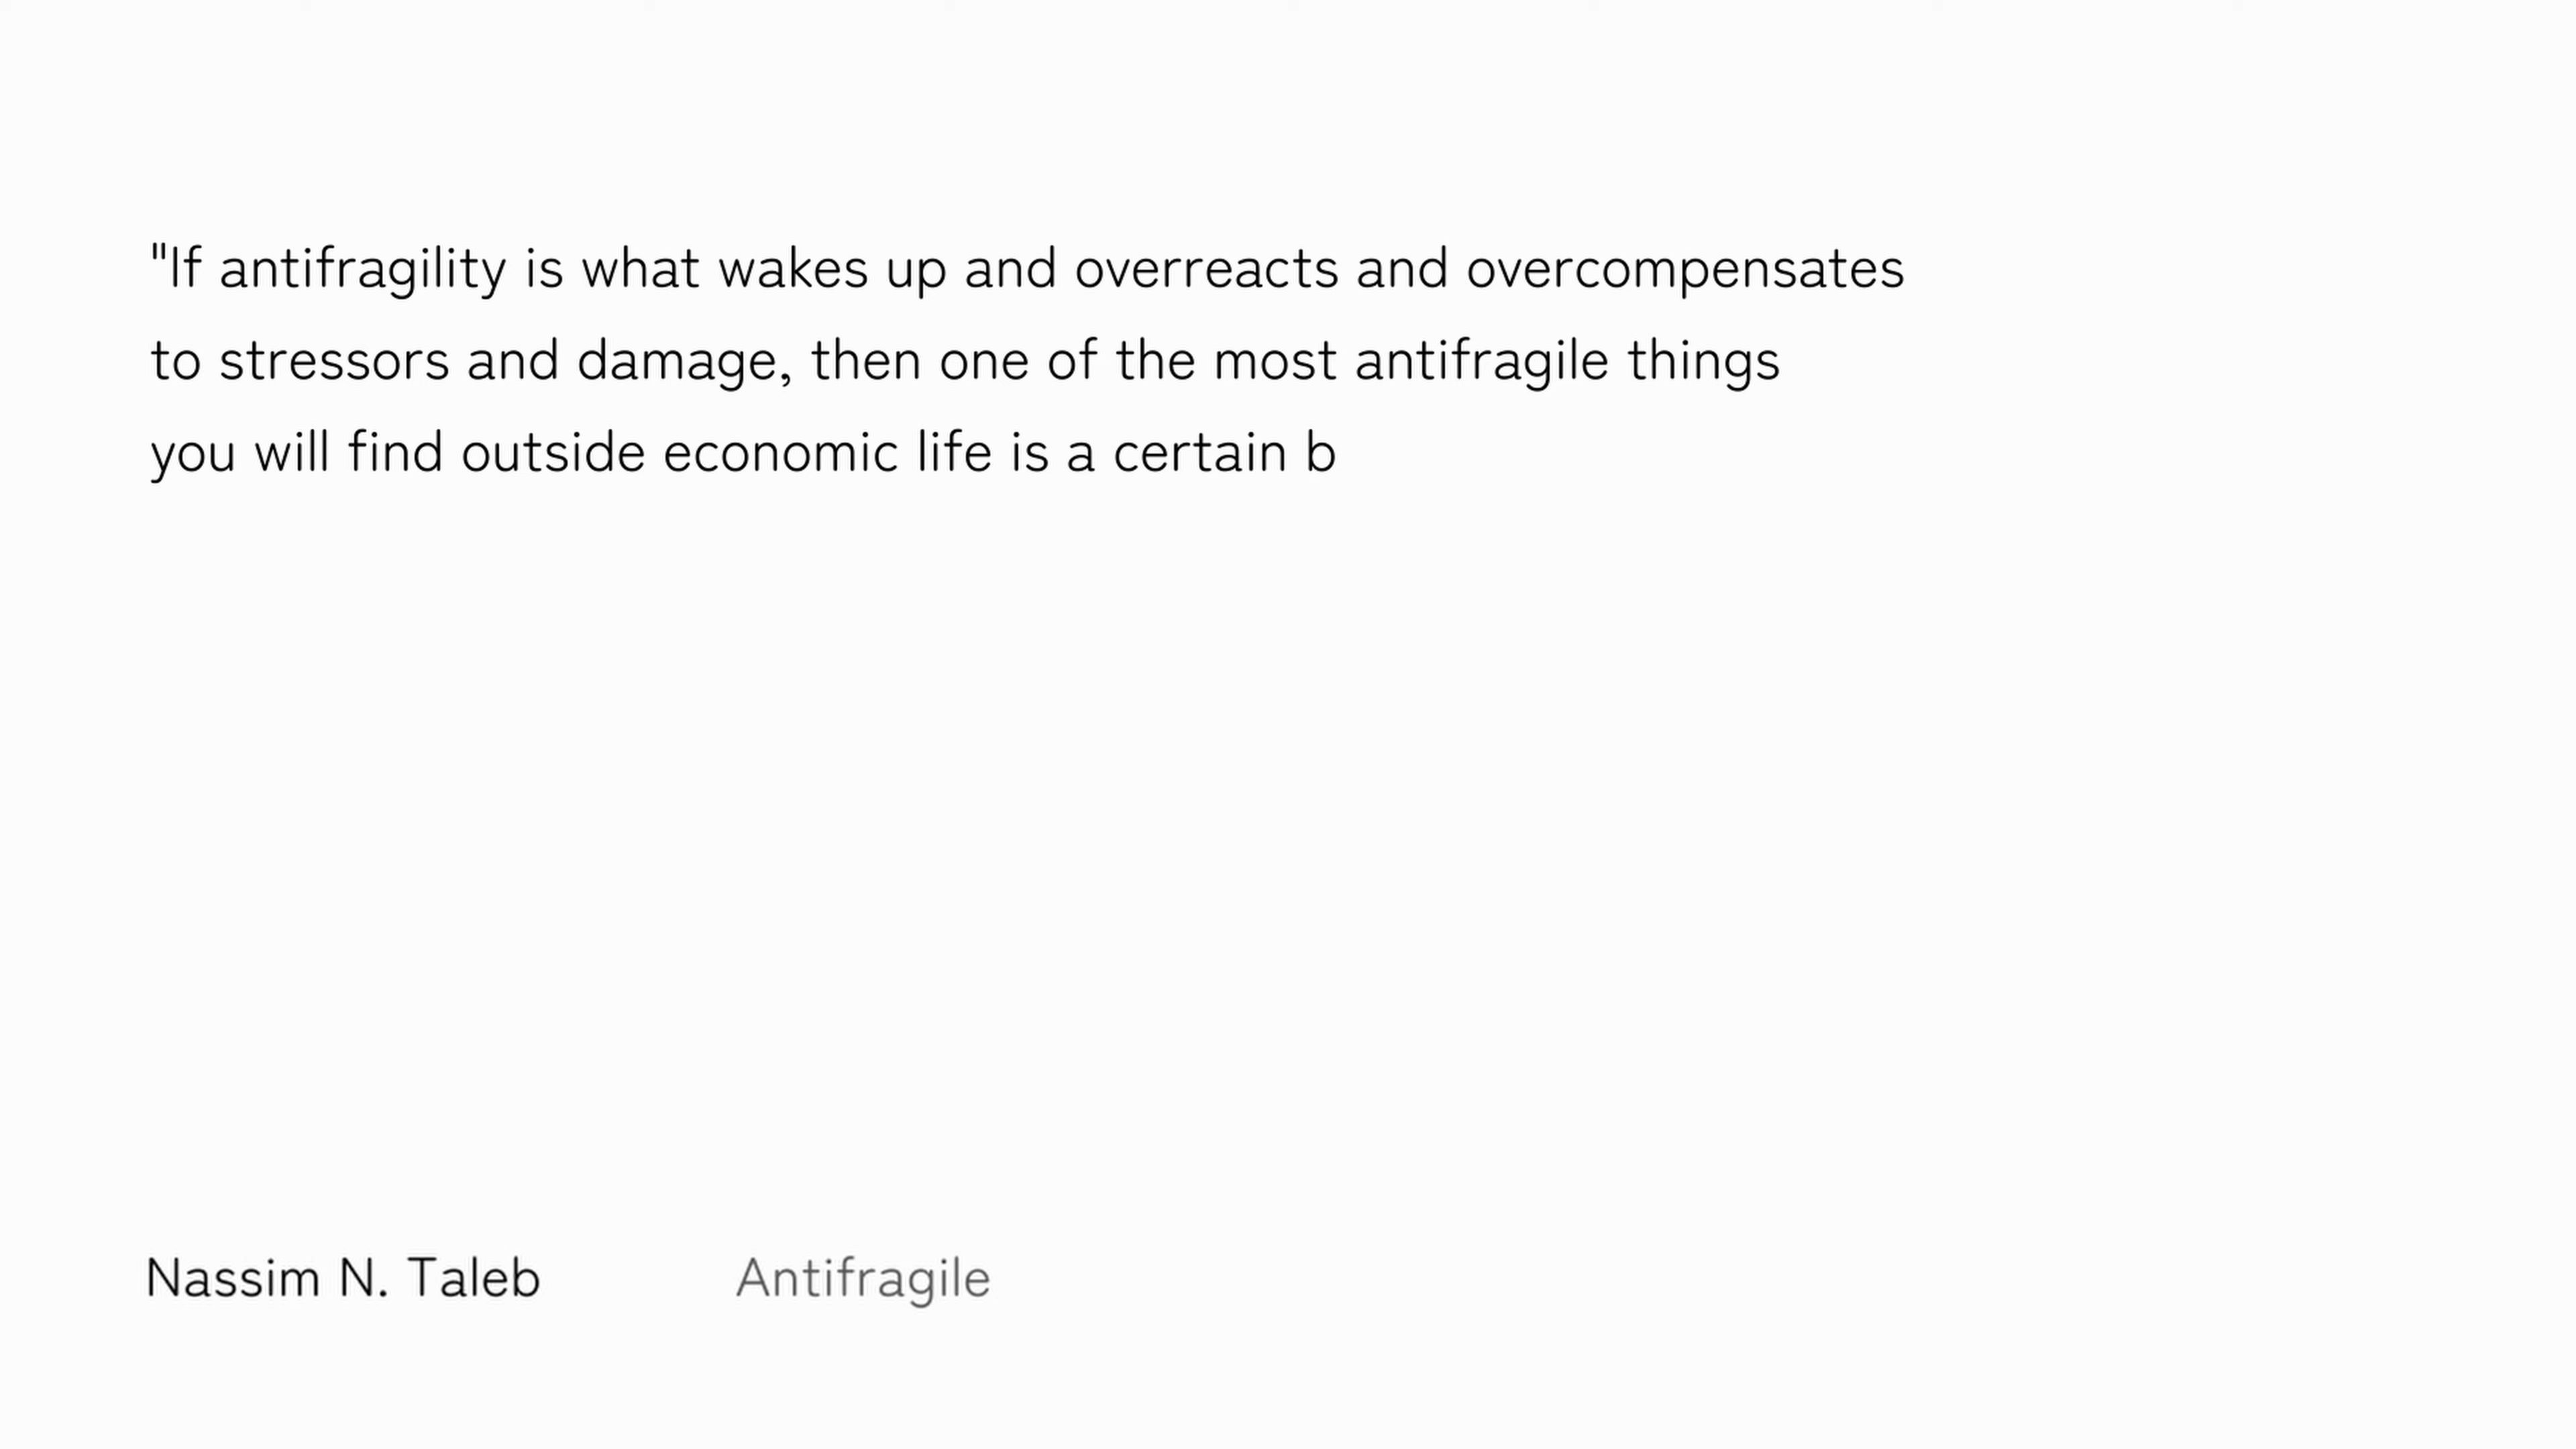 "If antifragility is what wakes up and overreacts and overcompensates
to stressors and damage, then one of the most antifragile things
you will find outside economic life is a certain b
Nassim N. Taleb Antifragile